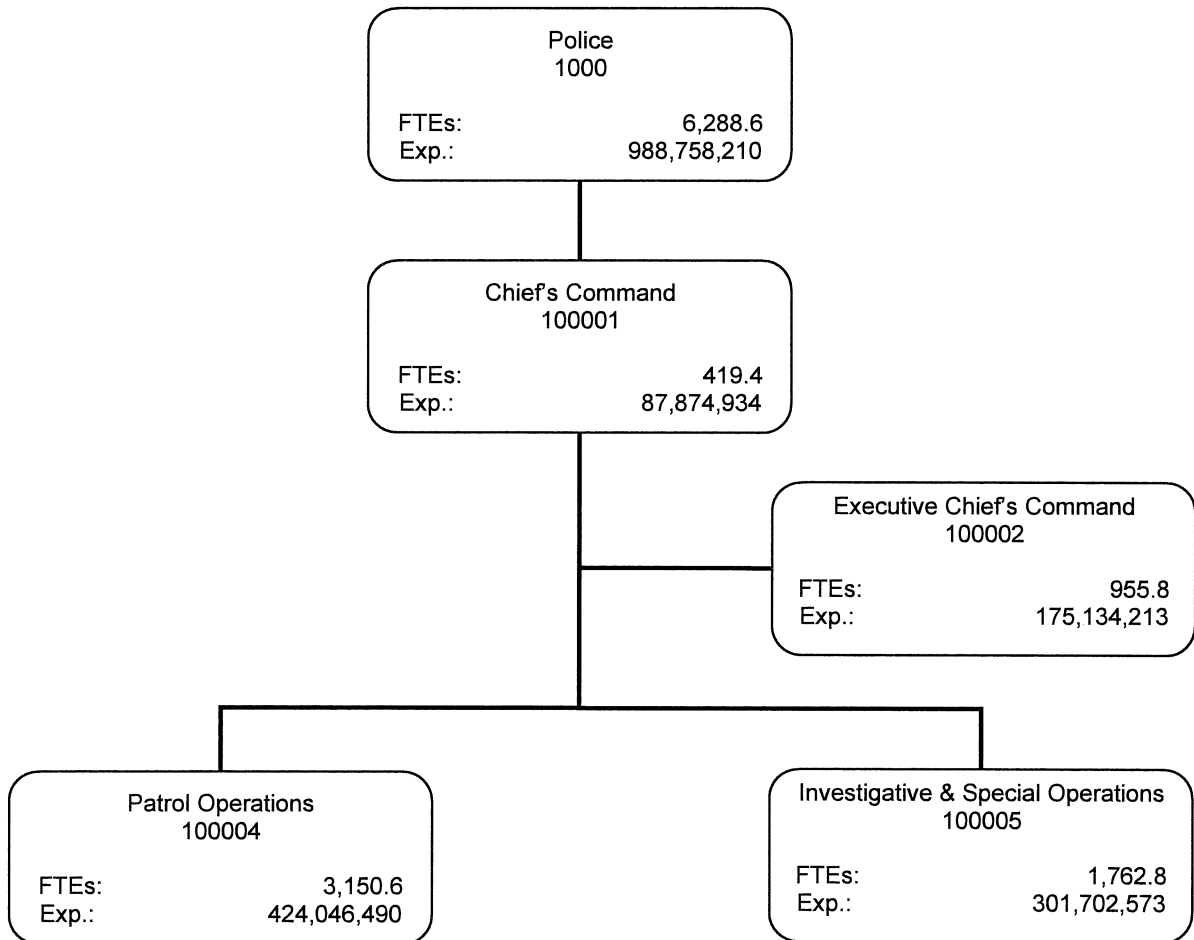 Police
1000
FTEs: 6,288.6
Exp.: 988,758,210
Chief's Command
100001
FTEs: 419.4
Exp.: 87,874,934
Executive Chief's Command
100002
FTEs: 955.8
Exp.: 175,134,213
Patrol Operations
100004
FTEs: 3,150.6
Exp.: 424,046,490
Investigative & Special Operations
100005
FTEs: 1,762.8
Exp.: 301,702,573